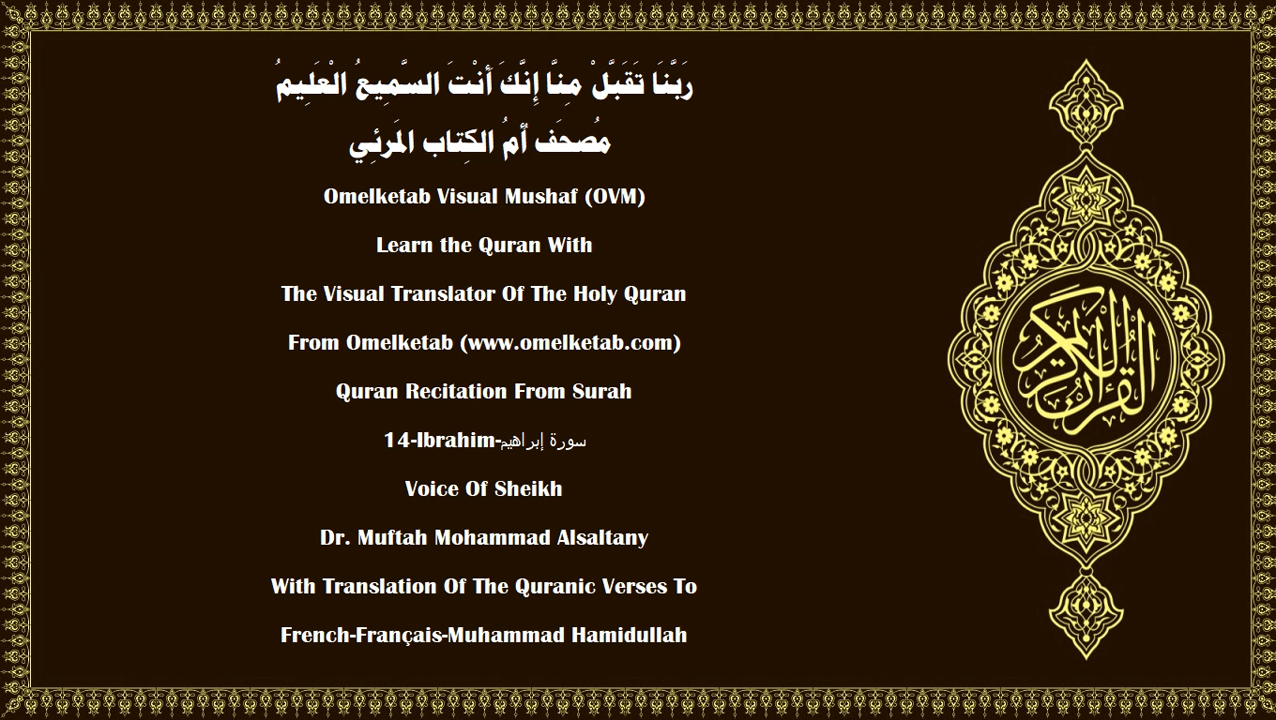 رَبَّنَا تَقَبَّلْ مِنَّا إِنَّكَ أَنْتَ السَّمِيعُ الْعَلِيمُ
مُصحَف أمُ الكِتاب المَرئِي
Omelketab Visual Mushaf (OVM)
Learn the Quran With
The Visual Translator Of The Holy Quran
From Omelketab (www.omelketab.com)
Quran Recitation From Surah
14-Ibrahim-سورة إبراهيم
Voice Of Sheikh
Dr. Muftah Mohammad Alsaltany
With Translation Of The Quranic Verses To
French-Français-Muhammad Hamidullah
القرآن الكريم